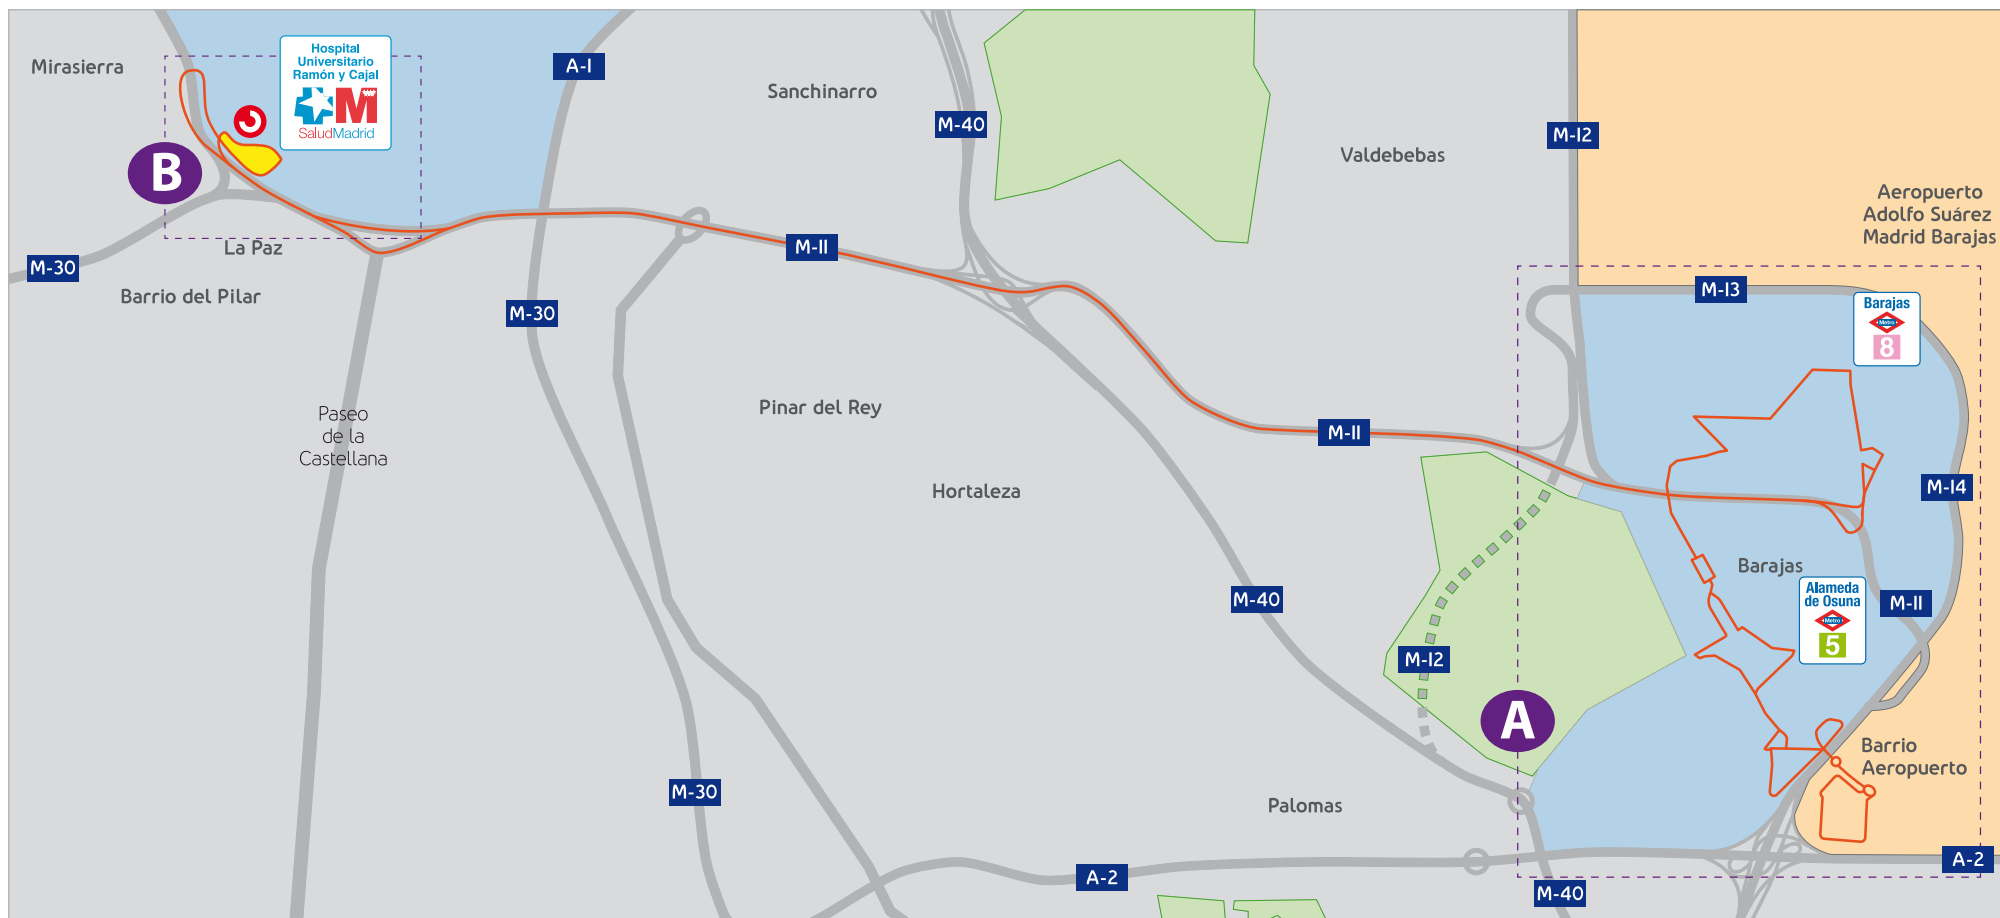 Mirasierra
Hospital
Universitario
Ramón y Cajal
SaludMadrid
A-1
Sanchinarro
M-40
M-12
Valdebebas
Aeropuerto
Adolfo Suárez
Madrid Barajas
B
La Paz
M-30
Barrio del Pilar
M-11
M-30
M-13
Barajas
Metro
8
Paseo
de la
Castellana
Pinar del Rey
M-11
Hortaleza
M-14
Barajas
Alameda
de Osuna
Metro
5
M-11
M-40
M-12
A
Barrio
Aeropuerto
M-30
Palomas
A-2
A-2
M-40